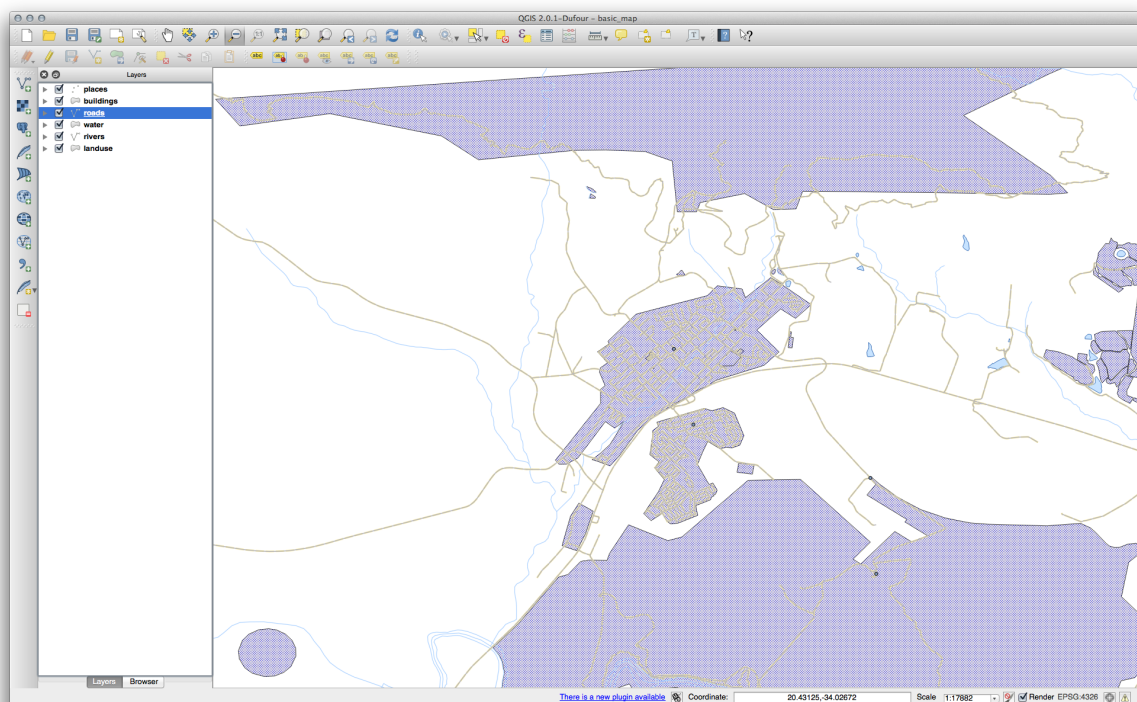 QGIS 2.0.1-Dufour - basic_map
Layers
places
buildings
roads
water
rivers
landuse
Layers
Browser
There is a new plugin available
Coordinate:
20.43125,-34.02672
Scale
1:17882
Render
EPSG:4326